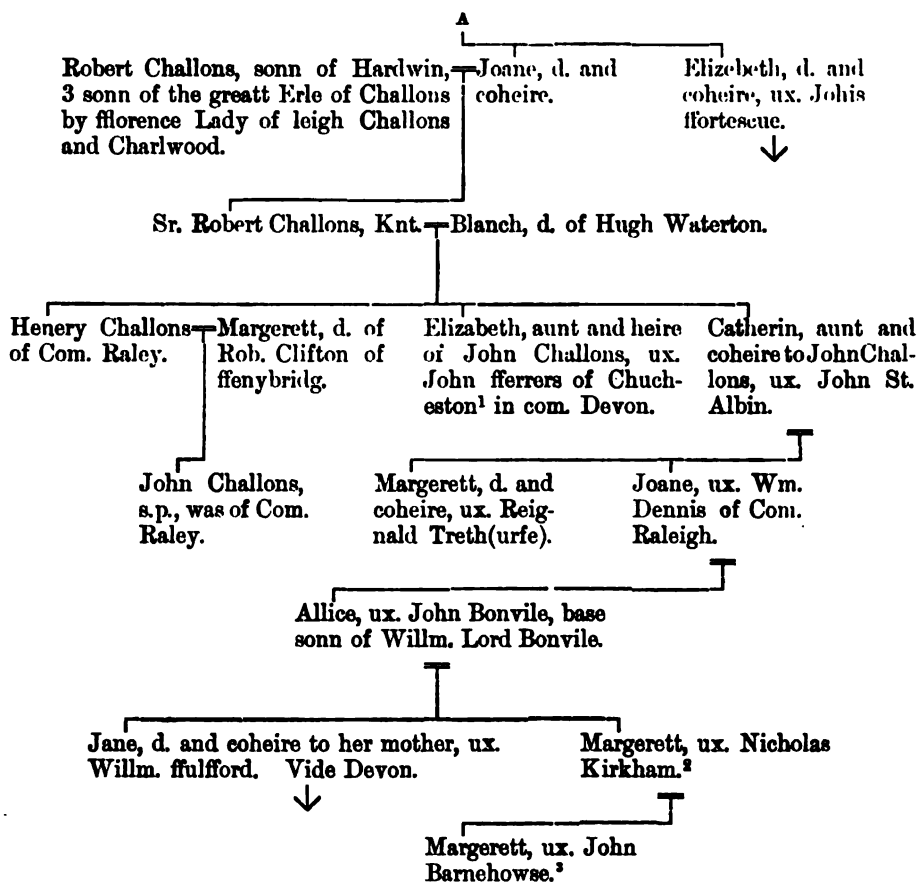 A
Robert Challons, sonn of Hardwin,
3 sonn of the greatt Erle of Challons
by fflorence Lady of leigh Challons
and Charlwood.
Joane, d. and
coheire.
Elizebeth, d. and
coheire, ux. Johis
ffortescue.
Sr. Robert Challons, Knt.
Blanch, d. of Hugh Waterton.
Henery Challons
of Com. Raley.
Margerett, d. of
Rob. Clifton of
ffenybridg.
Elizabeth, aunt and heire
of John Challons, ux.
John fferrers of Chuch-
eston¹ in com. Devon.
Catherin, aunt and
coheire to John Chal-
lons, ux. John St.
Albin.
John Challons,
s.p., was of Com.
Raley.
Margerett, d. and
coheire, ux. Reig-
nald Treth(urfe).
Joane, ux. Wm.
Dennis of Com.
Raleigh.
Allice, ux. John Bonvile, base
sonn of Willm. Lord Bonvile.
Jane, d. and coheire to her mother, ux.
Willm. ffulfford. Vide Devon.
Margerett, ux. Nicholas
Kirkham.²
Margerett, ux. John
Barnehowse.³